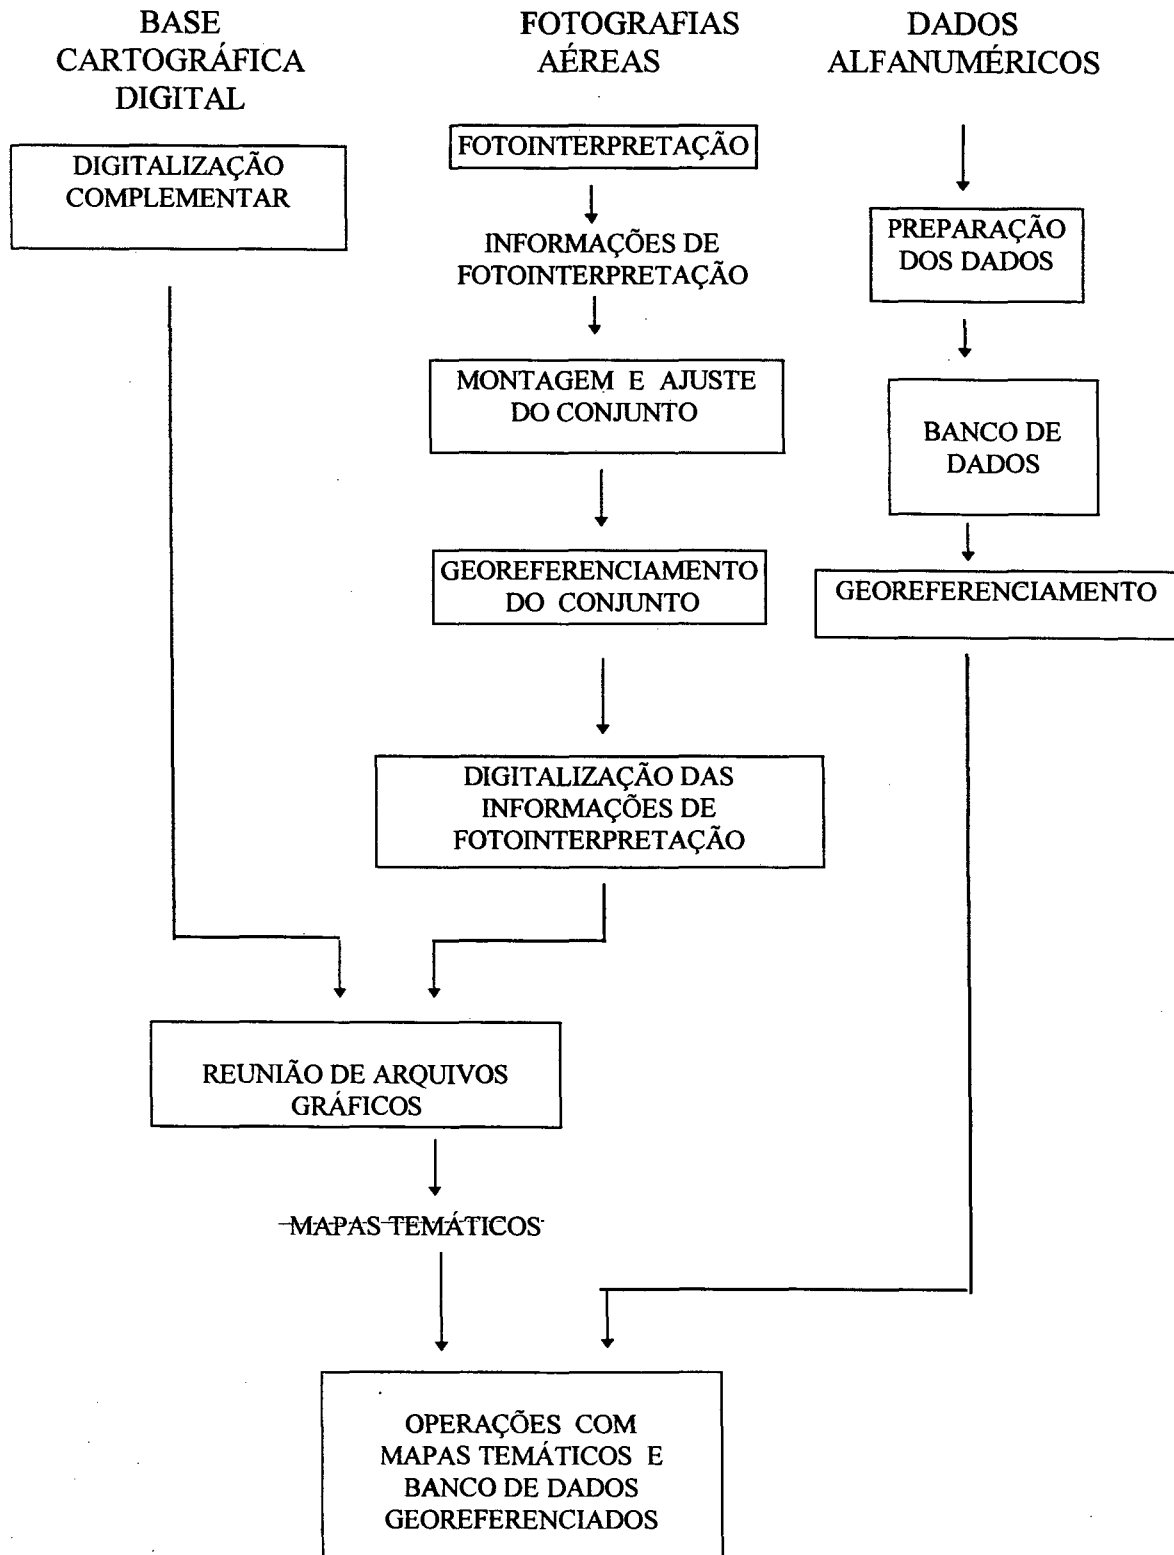 BASE
CARTOGRÁFICA
DIGITAL
FOTOGRAFIAS
AÉREAS
DADOS
ALFANUMÉRICOS
DIGITALIZAÇÃO
COMPLEMENTAR
FOTOINTERPRETAÇÃO
INFORMAÇÕES DE
FOTOINTERPRETAÇÃO
PREPARAÇÃO
DOS DADOS
MONTAGEM E AJUSTE
DO CONJUNTO
BANCO DE
DADOS
GEOREFERENCIAMENTO
DO CONJUNTO
GEOREFERENCIAMENTO
DIGITALIZAÇÃO DAS
INFORMAÇÕES DE
FOTOINTERPRETAÇÃO
REUNIÃO DE ARQUIVOS
GRÁFICOS
MAPAS TEMÁTICOS
OPERAÇÕES COM
MAPAS TEMÁTICOS E
BANCO DE DADOS
GEOREFERENCIADOS